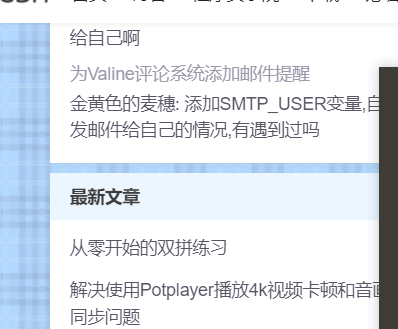 给自己啊
为Valine评论系统添加邮件提醒
金黄色的麦穗: 添加SMTP_USER变量,自
发邮件给自己的情况,有遇到过吗
最新文章
从零开始的双拼练习
解决使用Potplayer播放4k视频卡顿和音画
同步问题